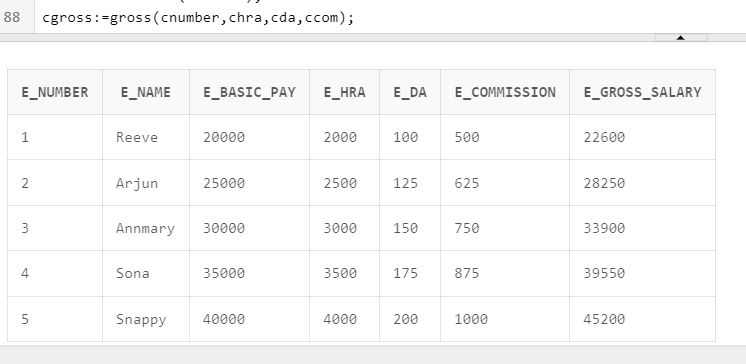 88 cgross:=gross(cnumber,chra,cda,ccom);
E_NUMBER E_NAME E_BASIC_PAY E_HRA E_DA E_COMMISSION E_GROSS_SALARY
1 Reeve 20000 2000 100 500 22600
2 Arjun 25000 2500 125 625 28250
3 Annmary 30000 3000 150 750 33900
4 Sona 35000 3500 175 875 39550
5 Snappy 40000 4000 200 1000 45200